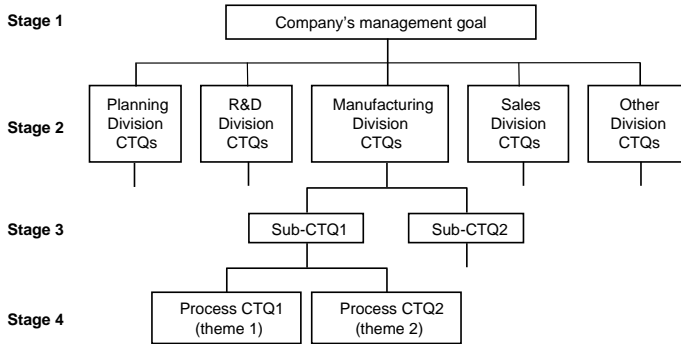 Stage 1
Company's management goal
Stage 2
Planning
Division
CTQs
R&D
Division
CTQs
Manufacturing
Division
CTQs
Sales
Division
CTQs
Other
Division
CTQs
Stage 3
Sub-CTQ1
Sub-CTQ2
Stage 4
Process CTQ1
(theme 1)
Process CTQ2
(theme 2)